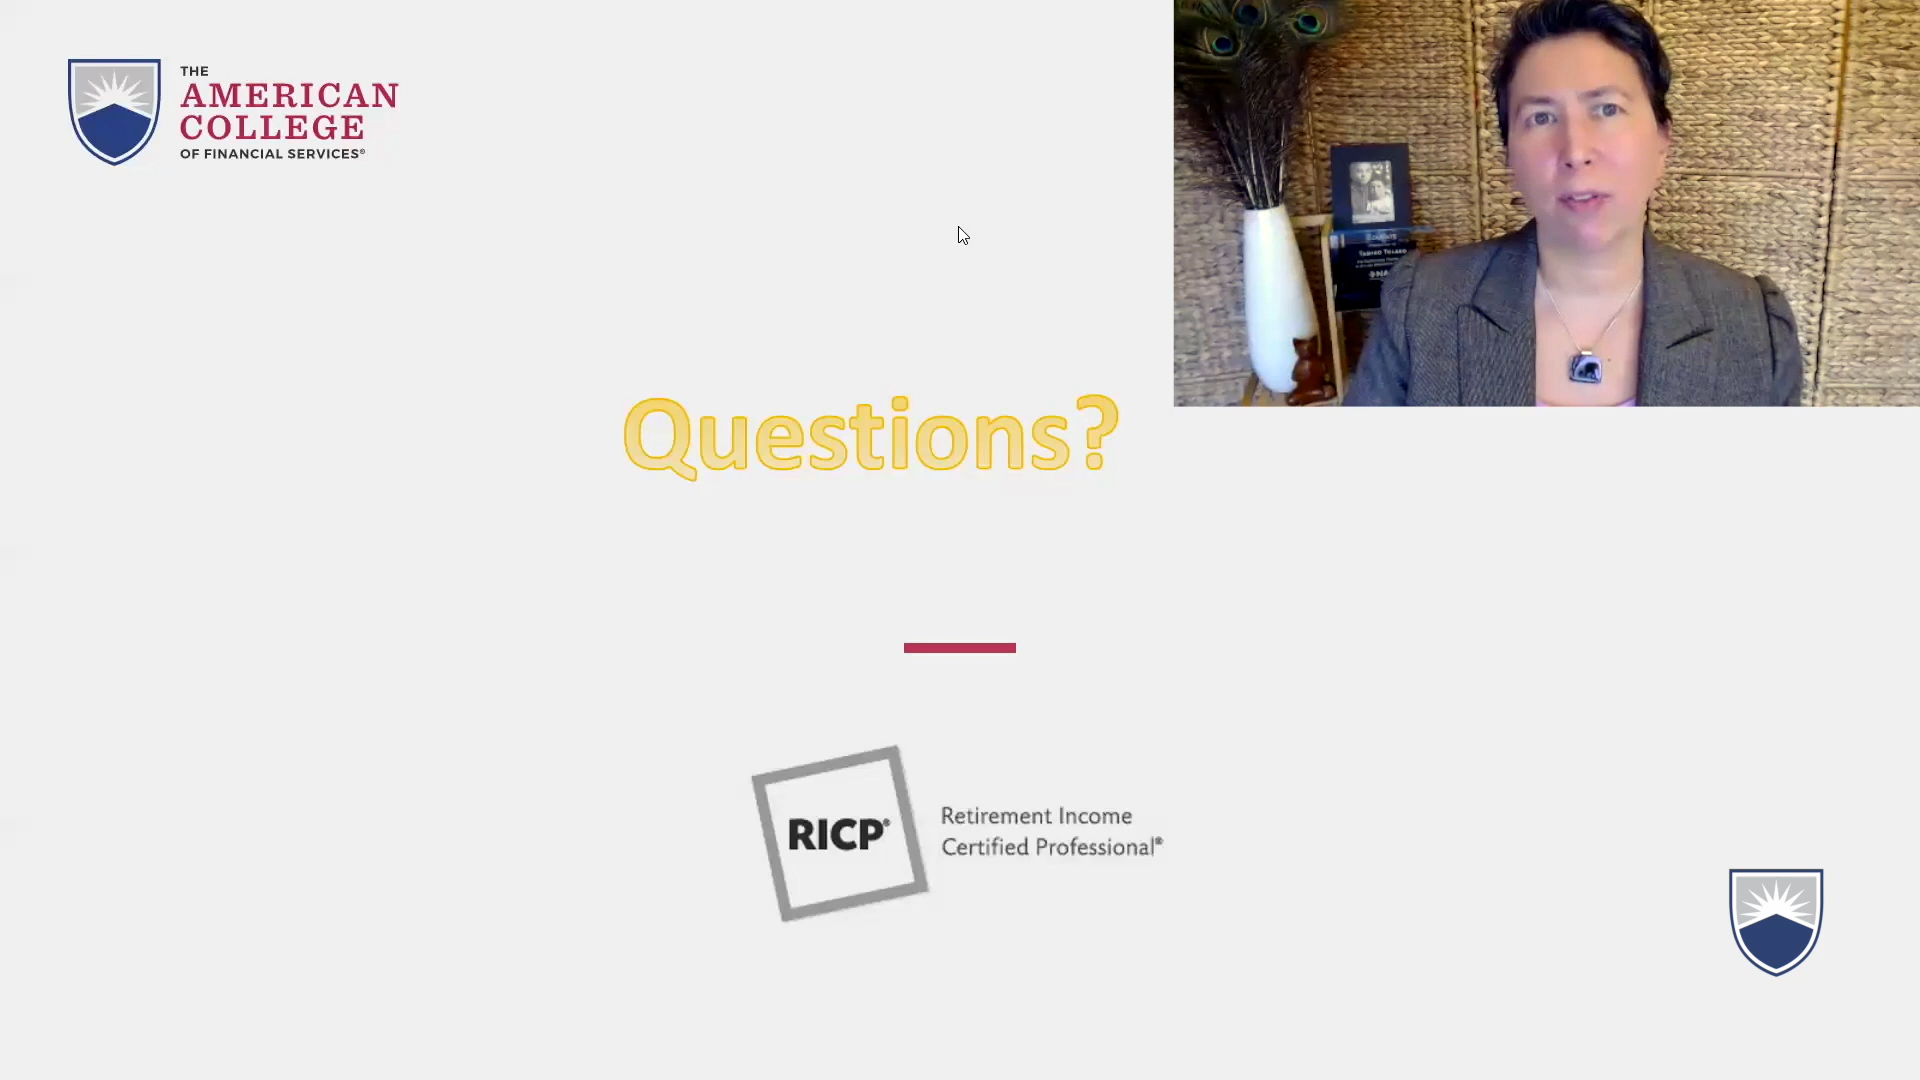 THE
AMERICAN
COLLEGE
OF FINANCIAL SERVICES®
Questions?
RICP®
Retirement Income
Certified Professional®